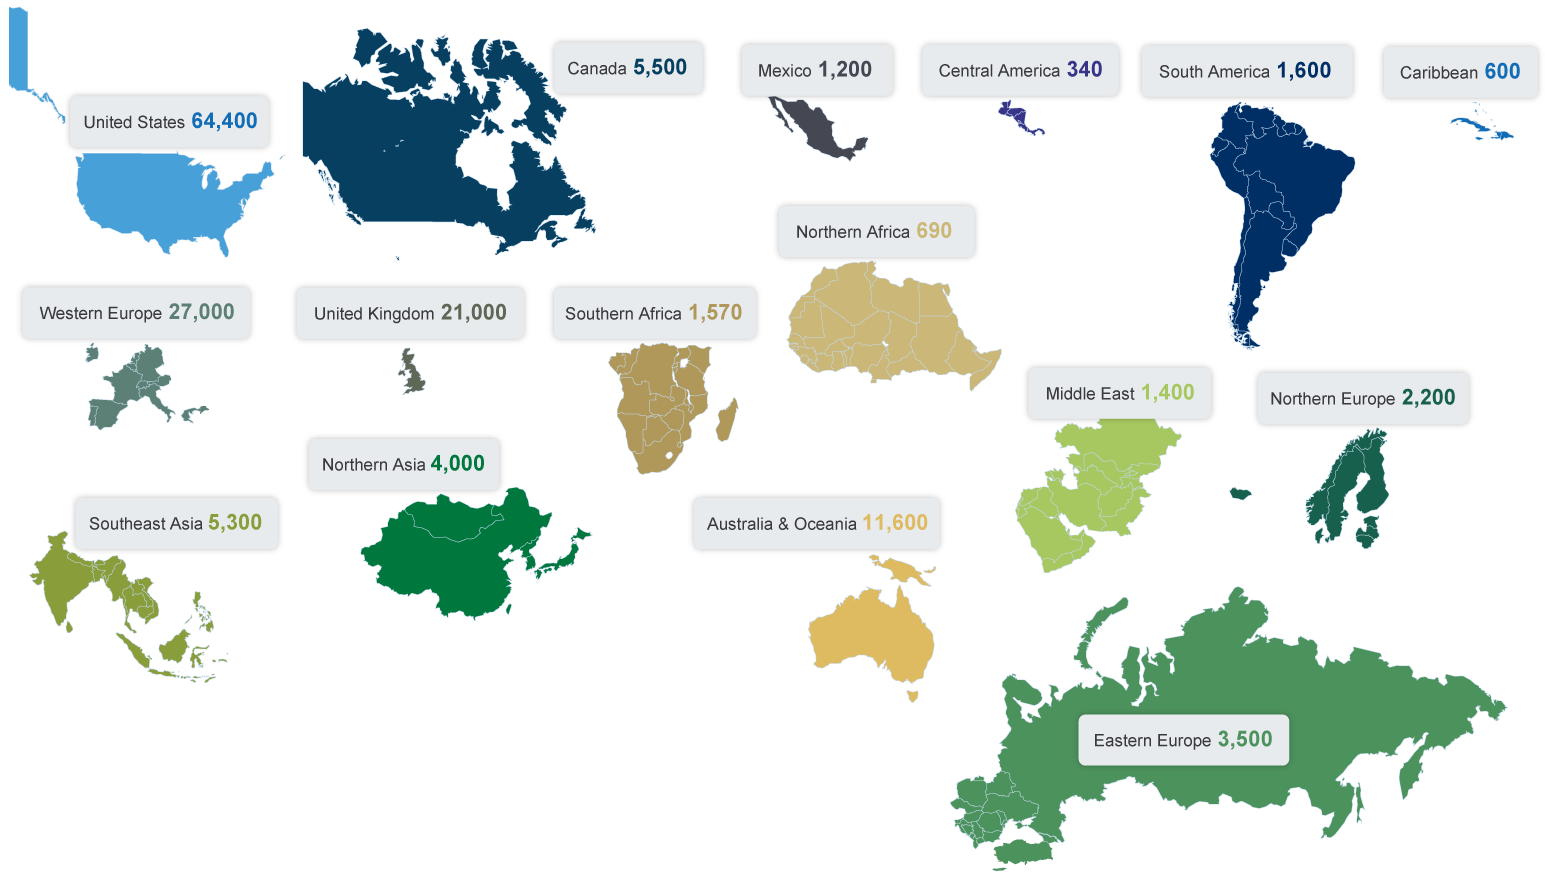 Canada 5,500
Mexico 1,200
Central America 340
South America 1,600
Caribbean 600
United States 64,400
Northern Africa 690
Western Europe 27,000
United Kingdom 21,000
Southern Africa 1,570
Middle East 1,400
Northern Europe 2,200
Northern Asia 4,000
Southeast Asia 5,300
Australia & Oceania 11,600
Eastern Europe 3,500